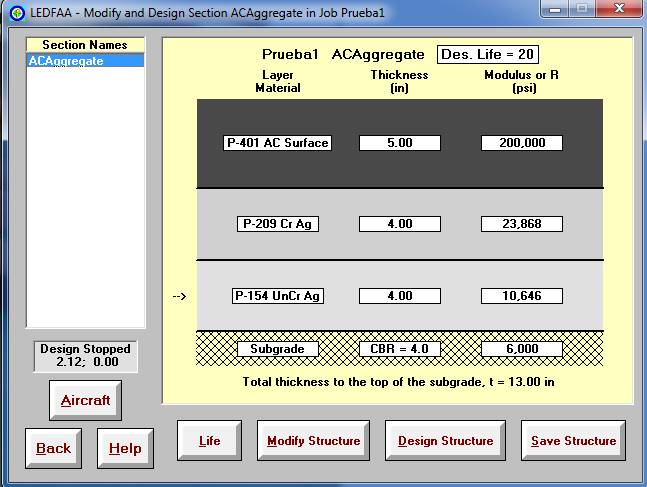 LEDFAA - Modify and Design Section ACAggregate in Job Prueba1
Section Names
ACAggregate
Prueba1 ACAggregate Des. Life = 20
Layer Material Thickness (in) Modulus or R (psi)
P-401 AC Surface 5.00 200,000
P-209 Cr Ag 4.00 23,868
--> P-154 UnCr Ag 4.00 10,646
Subgrade CBR = 4.0 6,000
Total thickness to the top of the subgrade, t = 13.00 in
Design Stopped
2.12; 0.00
Aircraft
Back Help Life Modify Structure Design Structure Save Structure